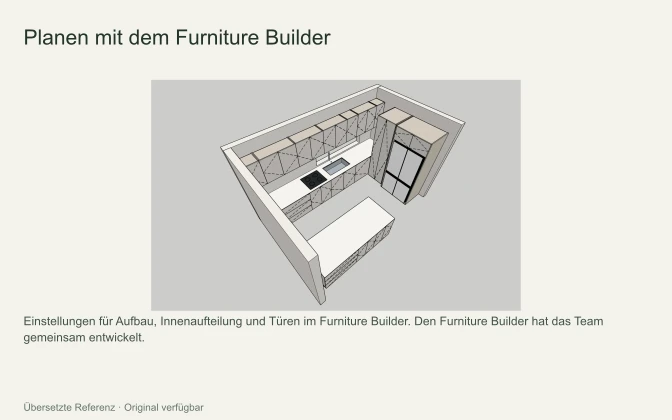 Planen mit dem Furniture Builder
Einstellungen für Aufbau, Innenaufteilung und Türen im Furniture Builder. Den Furniture Builder hat das Team
gemeinsam entwickelt.
Übersetzte Referenz · Original verfügbar